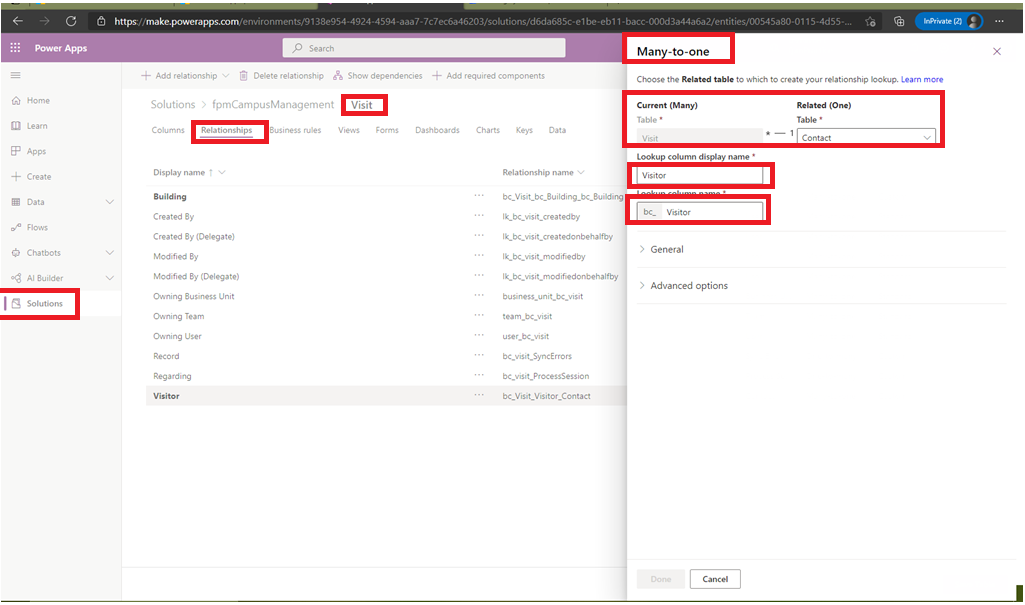 https://make.powerapps.com/environments/9138e954-4924-4594-aaa7-7c7ec6a46203/solutions/d6da685c-e1be-eb11-bacc-000d3a44a6a2/entities/00545a80-0115-4d55-...
InPrivate (2)
Power Apps
Search
Home
Learn
Apps
Create
Data
Flows
Chatbots
AI Builder
Solutions
Add relationship
Delete relationship
Show dependencies
Add required components
Solutions > fpmCampusManagement Visit
Columns Relationships Business rules Views Forms Dashboards Charts Keys Data
Display name ↑ Relationship name
Building ··· bc_Visit_bc_Building_bc_Building
Created By ··· lk_bc_visit_createdby
Created By (Delegate) ··· lk_bc_visit_createdonbehalfby
Modified By ··· lk_bc_visit_modifiedby
Modified By (Delegate) ··· lk_bc_visit_modifiedonbehalfby
Owning Business Unit ··· business_unit_bc_visit
Owning Team ··· team_bc_visit
Owning User ··· user_bc_visit
Record ··· bc_visit_SyncErrors
Regarding ··· bc_visit_ProcessSession
Visitor ··· bc_Visit_Visitor_Contact
Many-to-one
Choose the Related table to which to create your relationship lookup. Learn more
Current (Many) Related (One)
Table * Table *
Visit * — 1 Contact
Lookup column display name *
Visitor
Lookup column name *
bc_ Visitor
General
Advanced options
Done Cancel